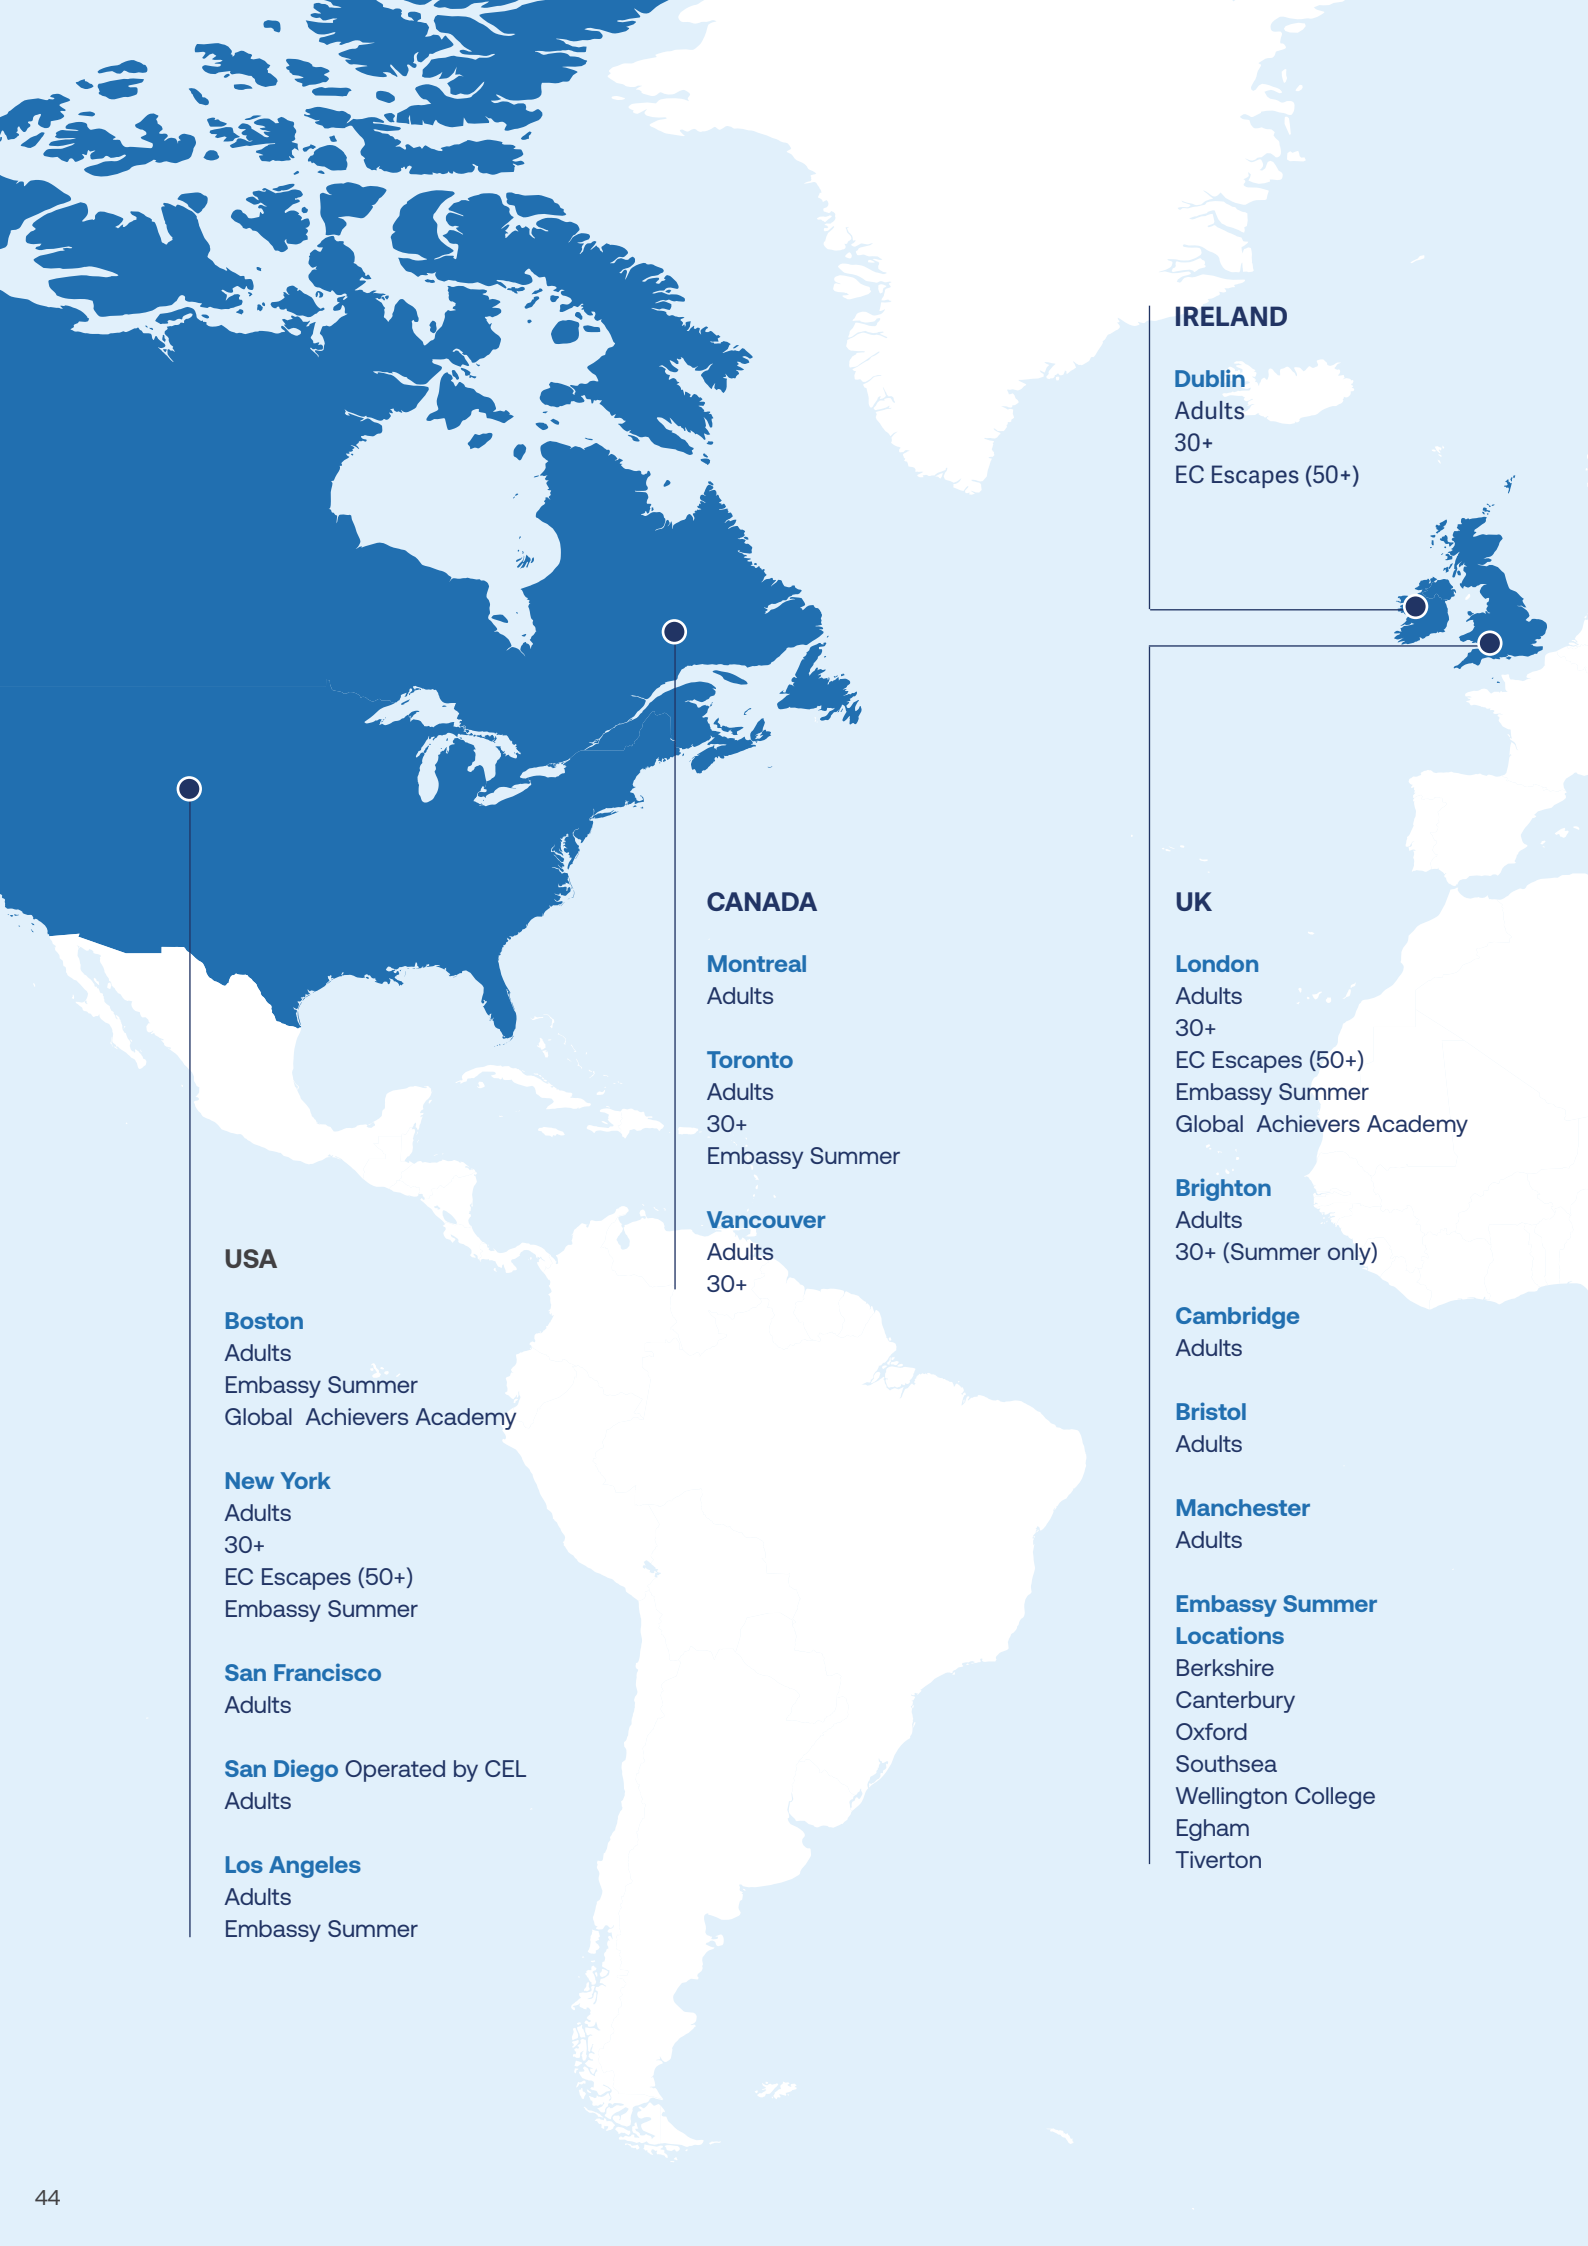 IRELAND
Dublin
Adults
30+
EC Escapes (50+)
CANADA
Montreal
Adults
Toronto
Adults
30+
Embassy Summer
Vancouver
Adults
30+
UK
London
Adults
30+
EC Escapes (50+)
Embassy Summer
Global  Achievers Academy
Brighton
Adults
30+ (Summer only)
Cambridge
Adults
Bristol
Adults
Manchester
Adults
Embassy Summer
Locations
Berkshire
Canterbury
Oxford
Southsea
Wellington College
Egham
Tiverton
USA
Boston
Adults
Embassy Summer
Global  Achievers Academy
New York
Adults
30+
EC Escapes (50+)
Embassy Summer
San Francisco
Adults
San Diego Operated by CEL
Adults
Los Angeles
Adults
Embassy Summer
44